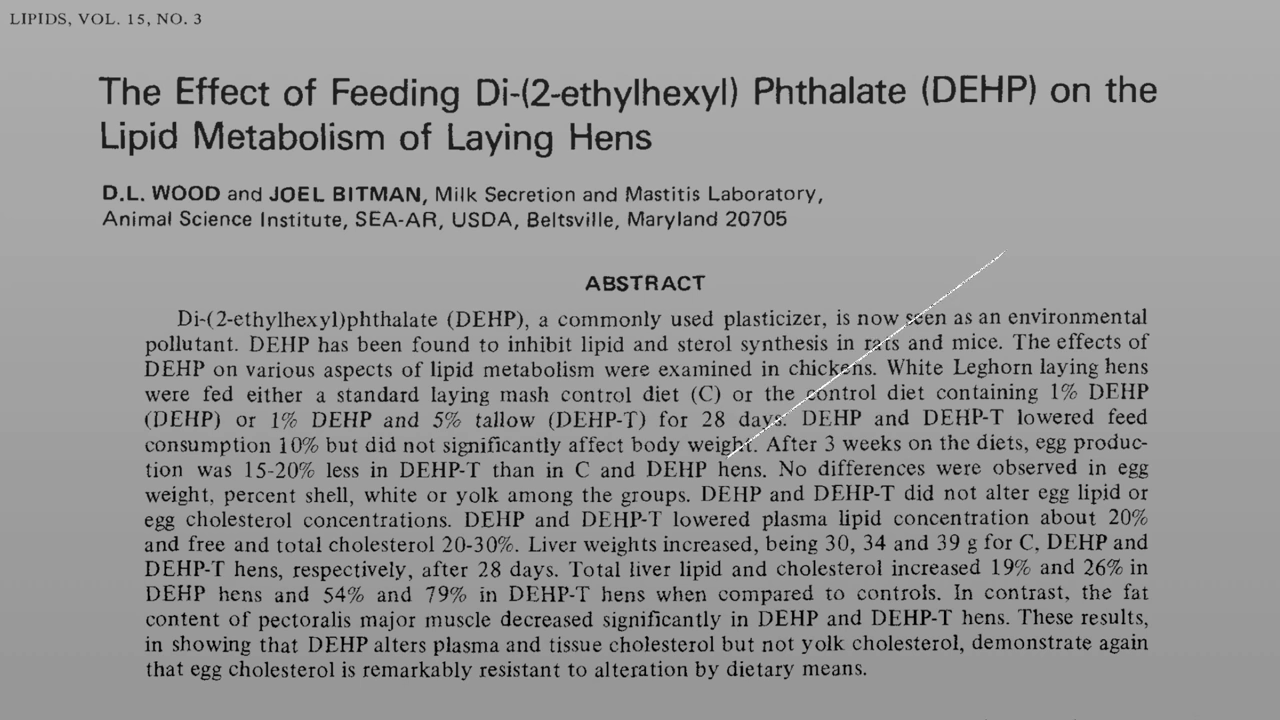 LIPIDS, VOL. 15, NO. 3
The Effect of Feeding Di-(2-ethylhexyl) Phthalate (DEHP) on the
Lipid Metabolism of Laying Hens
D.L. WOOD and JOEL BITMAN, Milk Secretion and Mastitis Laboratory,
Animal Science Institute, SEA-AR, USDA, Beltsville, Maryland 20705
ABSTRACT
Di-(2-ethylhexyl)phthalate (DEHP), a commonly used plasticizer, is now seen as an environmental
pollutant. DEHP has been found to inhibit lipid and sterol synthesis in rats and mice. The effects of
DEHP on various aspects of lipid metabolism were examined in chickens. White Leghorn laying hens
were fed either a standard laying mash control diet (C) or the control diet containing 1% DEHP
(DEHP) or 1% DEHP and 5% tallow (DEHP-T) for 28 days. DEHP and DEHP-T lowered feed
consumption 10% but did not significantly affect body weight. After 3 weeks on the diets, egg produc-
tion was 15-20% less in DEHP-T than in C and DEHP hens. No differences were observed in egg
weight, percent shell, white or yolk among the groups. DEHP and DEHP-T did not alter egg lipid or
egg cholesterol concentrations. DEHP and DEHP-T lowered plasma lipid concentration about 20%
and free and total cholesterol 20-30%. Liver weights increased, being 30, 34 and 39 g for C, DEHP and
DEHP-T hens, respectively, after 28 days. Total liver lipid and cholesterol increased 19% and 26% in
DEHP hens and 54% and 79% in DEHP-T hens when compared to controls. In contrast, the fat
content of pectoralis major muscle decreased significantly in DEHP and DEHP-T hens. These results,
in showing that DEHP alters plasma and tissue cholesterol but not yolk cholesterol, demonstrate again
that egg cholesterol is remarkably resistant to alteration by dietary means.